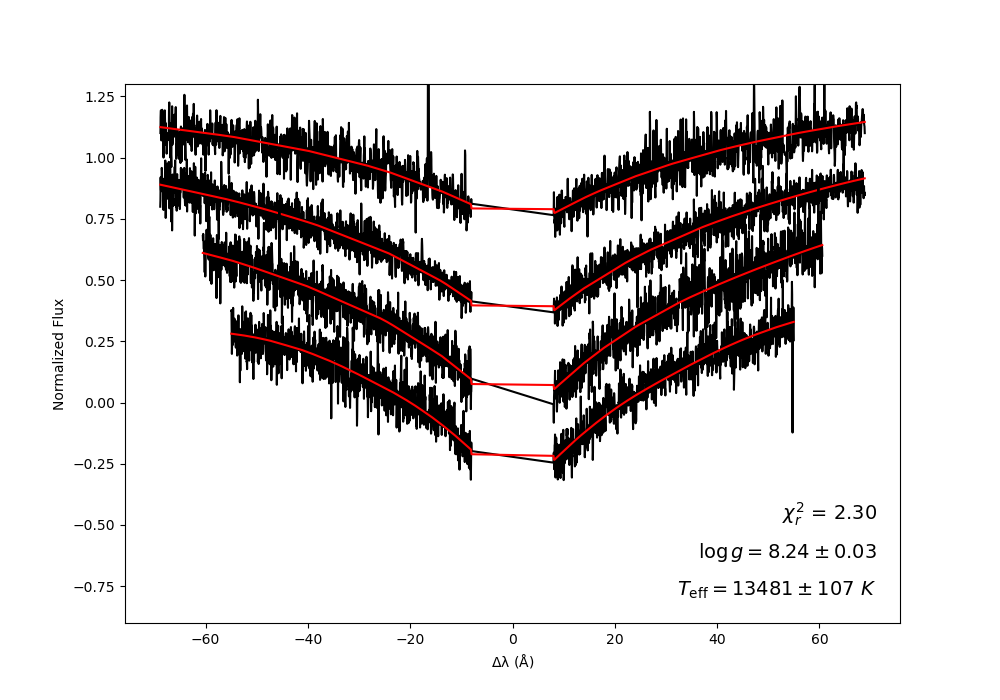 1.25
1.00
0.75
0.50
0.25
0.00
−0.25
−0.50
−0.75
Normalized Flux
χ²ᵣ = 2.30
log g = 8.24 ± 0.03
T_eff = 13481 ± 107 K
−60 −40 −20 0 20 40 60
Δλ (Å)